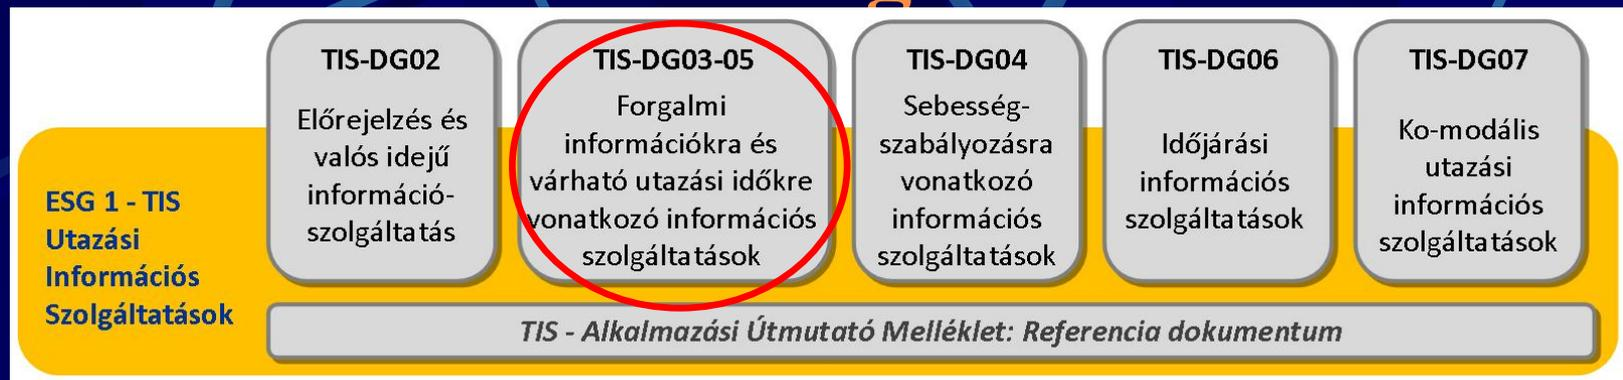 TIS-DG02
Előrejelzés és
valós idejű
információ-
szolgáltatás
TIS-DG03-05
Forgalmi
információkra és
várható utazási időkre
vonatkozó információs
szolgáltatások
TIS-DG04
Sebesség-
szabályozásra
vonatkozó
információs
szolgáltatások
TIS-DG06
Időjárási
információs
szolgáltatások
TIS-DG07
Ko-modális
utazási
információs
szolgáltatások
ESG 1 - TIS
Utazási
Információs
Szolgáltatások
TIS - Alkalmazási Útmutató Melléklet: Referencia dokumentum